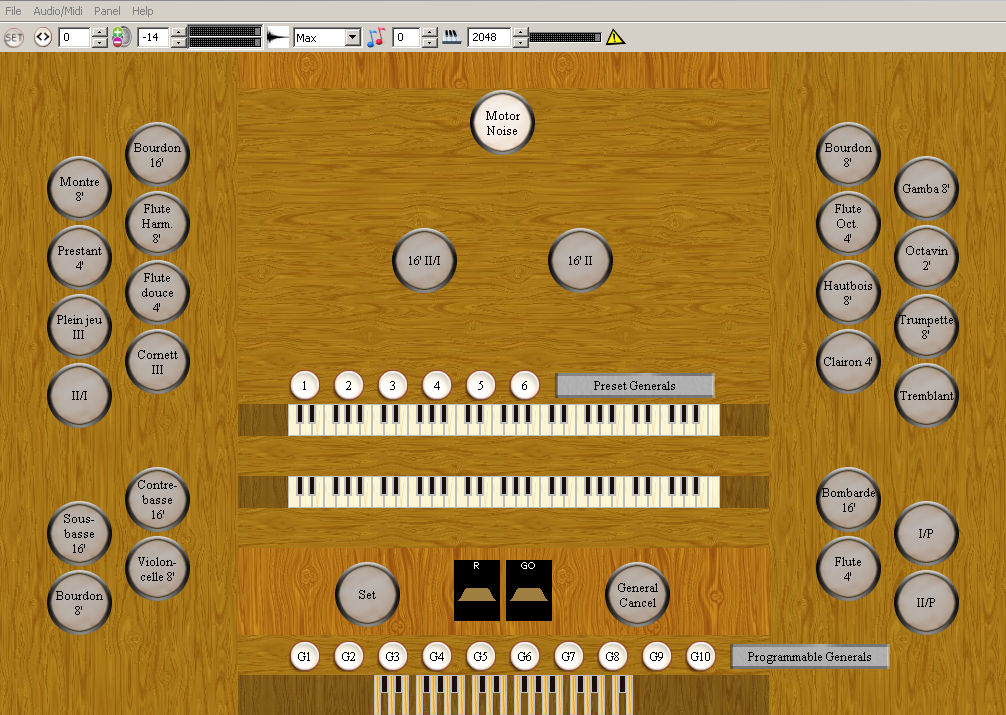 File Audio/Midi Panel Help
SET 0 -14 Max 0 2048
Motor
Noise
Bourdon
16'
Montre
8'
Flute
Harm.
8'
Prestant
4'
Flute
douce
4'
Plein jeu
III
Cornett
III
II/I
16' II/I
16' II
Bourdon
8'
Gamba 8'
Flute
Oct.
4'
Octavin
2'
Hautbois
8'
Trumpette
8'
Clairon 4'
Tremblant
1 2 3 4 5 6 Preset Generals
Contre-
basse
16'
Sous-
basse
16'
Violon-
celle 8'
Bourdon
8'
Set
R
GO
General
Cancel
Bombarde
16'
I/P
Flute
4'
II/P
G1 G2 G3 G4 G5 G6 G7 G8 G9 G10 Programmable Generals